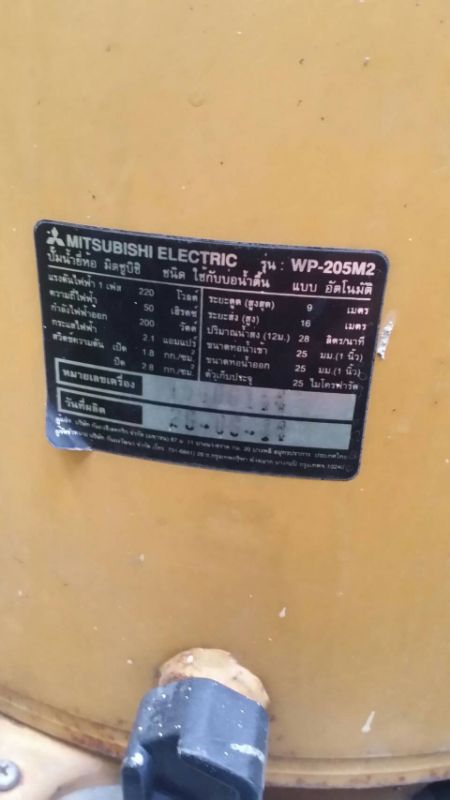 MITSUBISHI ELECTRIC รุ่น : WP-205M2
ปั๊มน้ำยี่ห้อ มิตซูบิชิ ชนิด ใช้กับบ่อน้ำตื้น แบบ อัตโนมัติ
แรงดันไฟฟ้า 1 เฟส 220 โวลต์
ความถี่ไฟฟ้า 50 เฮิรตซ์
กำลังไฟฟ้าออก 200 วัตต์
กระแสไฟฟ้า 2.1 แอมแปร์
สวิตซ์ความดัน เปิด 1.8 กก./ซม.²
ปิด 2.8 กก./ซม.²
ระยะดูด (สูงสุด) 9 เมตร
ระยะส่ง (สูง) 16 เมตร
ปริมาณน้ำส่ง (12ม.) 28 ลิตร/นาที
ขนาดท่อน้ำเข้า 25 มม.(1 นิ้ว)
ขนาดท่อน้ำออก 25 มม.(1 นิ้ว)
ตัวเก็บประจุ 25 ไมโครฟารัด
หมายเลขเครื่อง
วันที่ผลิต